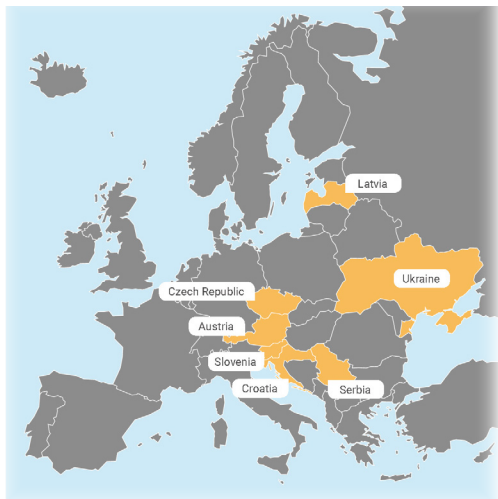 Latvia
Ukraine
Czech Republic
Austria
Slovenia
Croatia
Serbia